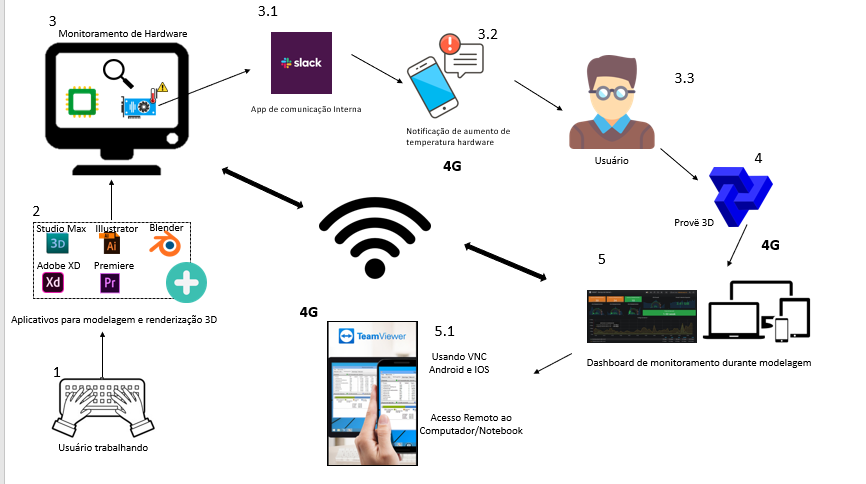 3
Monitoramento de Hardware
3.1
slack
App de comunicação Interna
3.2
Notificação de aumento de
temperatura hardware
4G
3.3
Usuário
4
Provë 3D
4G
2
Studio Max
Illustrator
Blender
3D
Ai
Adobe XD
Premiere
Xd
Pr
Aplicativos para modelagem e renderização 3D
1
Usuário trabalhando
5
Dashboard de monitoramento durante modelagem
4G
5.1
TeamViewer
Usando VNC
Android e IOS
Acesso Remoto ao
Computador/Notebook